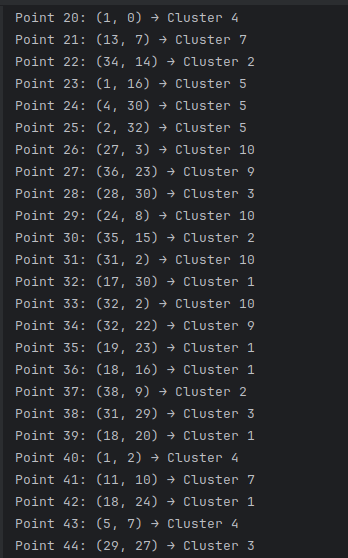 Point 20: (1, 0) → Cluster 4
Point 21: (13, 7) → Cluster 7
Point 22: (34, 14) → Cluster 2
Point 23: (1, 16) → Cluster 5
Point 24: (4, 30) → Cluster 5
Point 25: (2, 32) → Cluster 5
Point 26: (27, 3) → Cluster 10
Point 27: (36, 23) → Cluster 9
Point 28: (28, 30) → Cluster 3
Point 29: (24, 8) → Cluster 10
Point 30: (35, 15) → Cluster 2
Point 31: (31, 2) → Cluster 10
Point 32: (17, 30) → Cluster 1
Point 33: (32, 2) → Cluster 10
Point 34: (32, 22) → Cluster 9
Point 35: (19, 23) → Cluster 1
Point 36: (18, 16) → Cluster 1
Point 37: (38, 9) → Cluster 2
Point 38: (31, 29) → Cluster 3
Point 39: (18, 20) → Cluster 1
Point 40: (1, 2) → Cluster 4
Point 41: (11, 10) → Cluster 7
Point 42: (18, 24) → Cluster 1
Point 43: (5, 7) → Cluster 4
Point 44: (29, 27) → Cluster 3